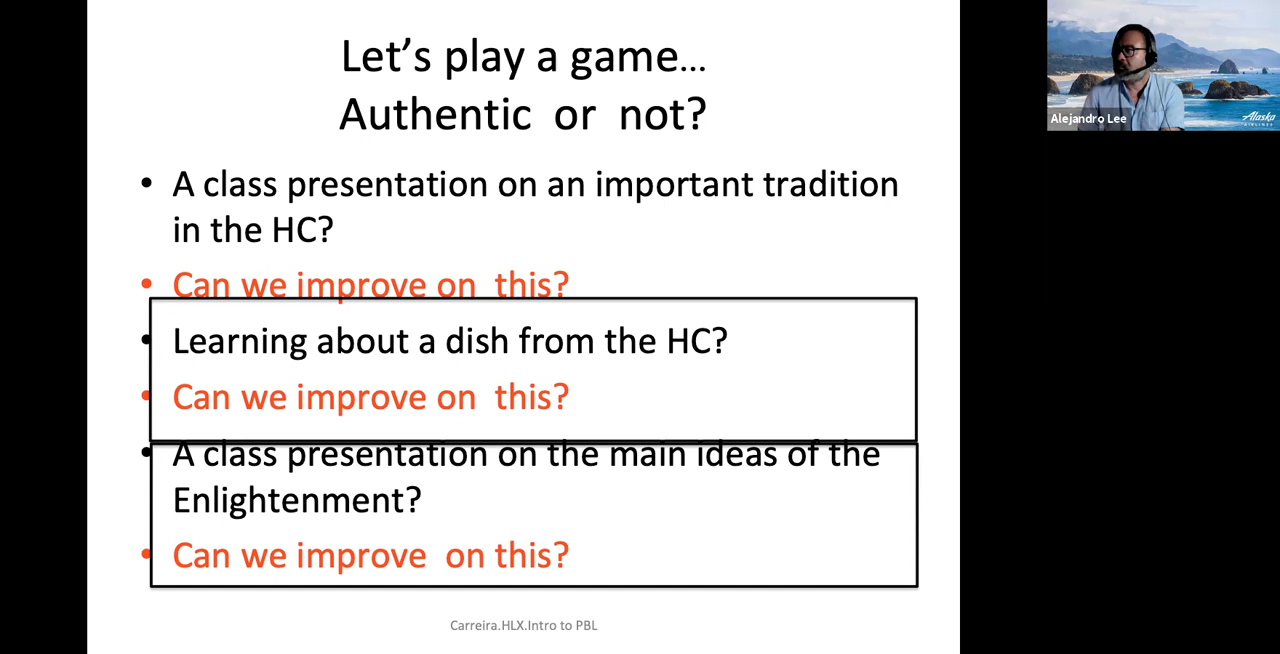 Let's play a game...
Authentic or not?
• A class presentation on an important tradition
in the HC?
• Can we improve on this?
• Learning about a dish from the HC?
• Can we improve on this?
• A class presentation on the main ideas of the
Enlightenment?
• Can we improve on this?
Carreira.HLX.Intro to PBL
Alejandro Lee
Alaska
AIRLINES